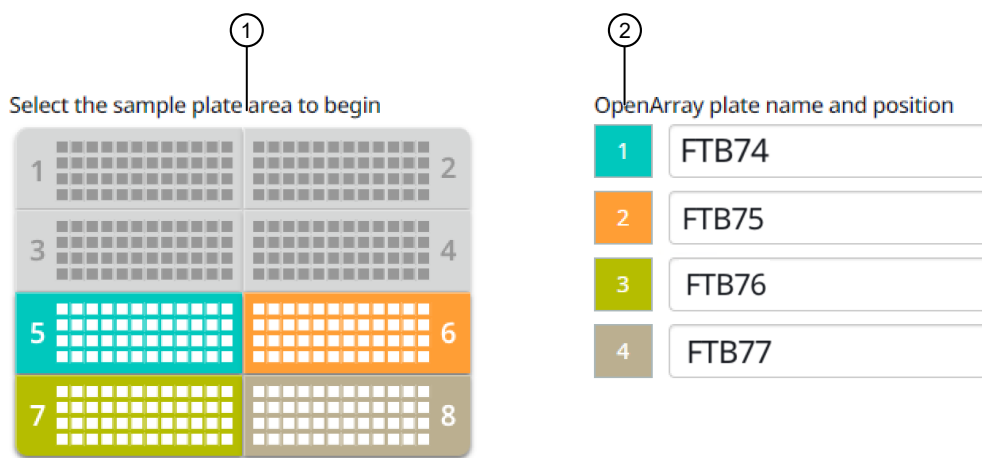 1
2
Select the sample plate area to begin
OpenArray plate name and position
1 2
3 4
5 6
7 8
1 FTB74
2 FTB75
3 FTB76
4 FTB77